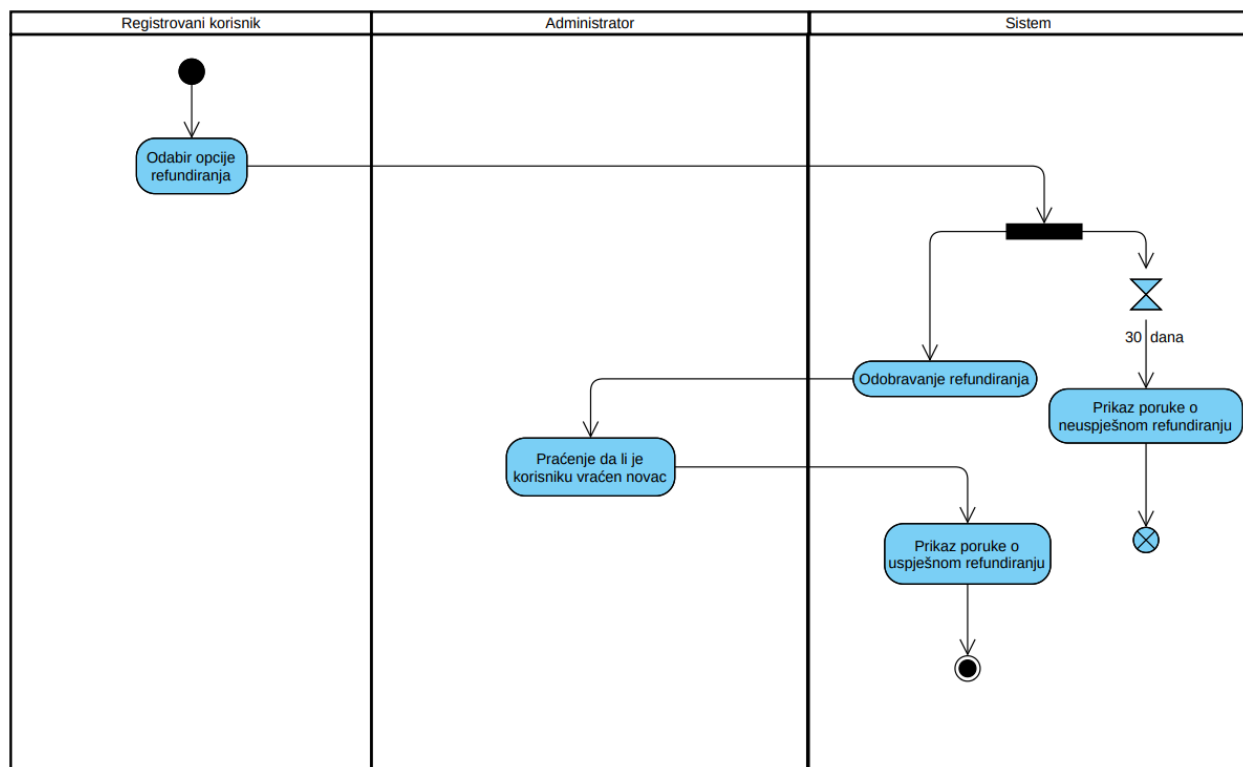 Registrovani korisnik
Administrator
Sistem
Odabir opcije
refundiranja
30 dana
Odobravanje refundiranja
Prikaz poruke o
neuspješnom refundiranju
Praćenje da li je
korisniku vraćen novac
Prikaz poruke o
uspješnom refundiranju